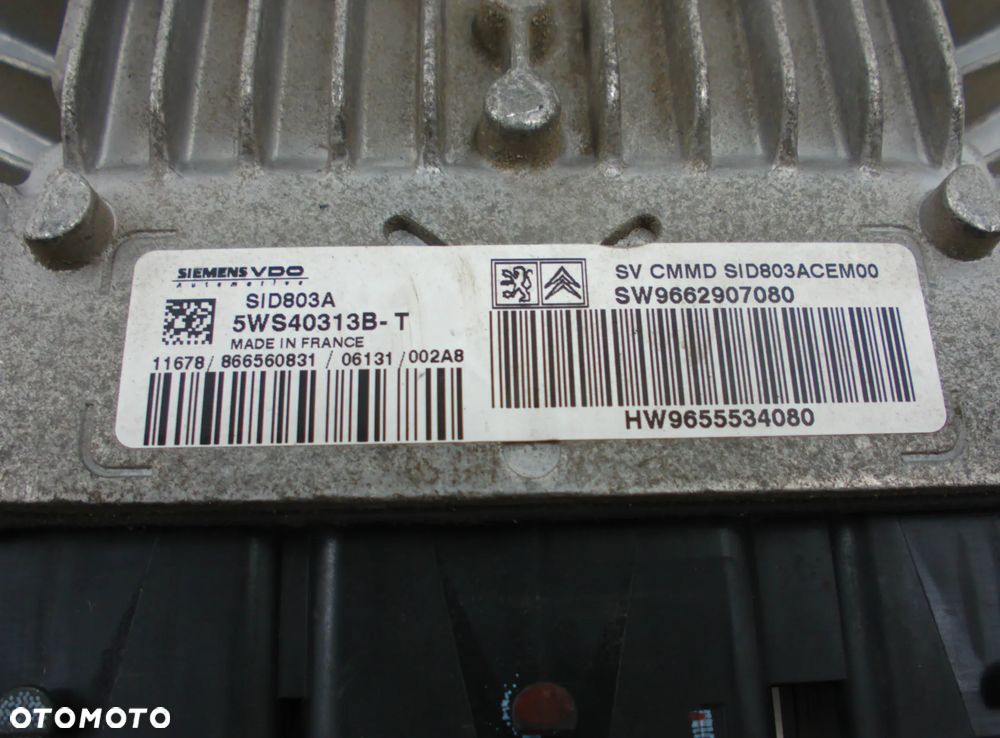 SIEMENS VDO
Automotive
SID803A
5WS40313B-T
MADE IN FRANCE
11678/866560831/06131/002A8
SV CMMD SID803ACEM00
SW9662907080
HW9655534080
OTOMOTO